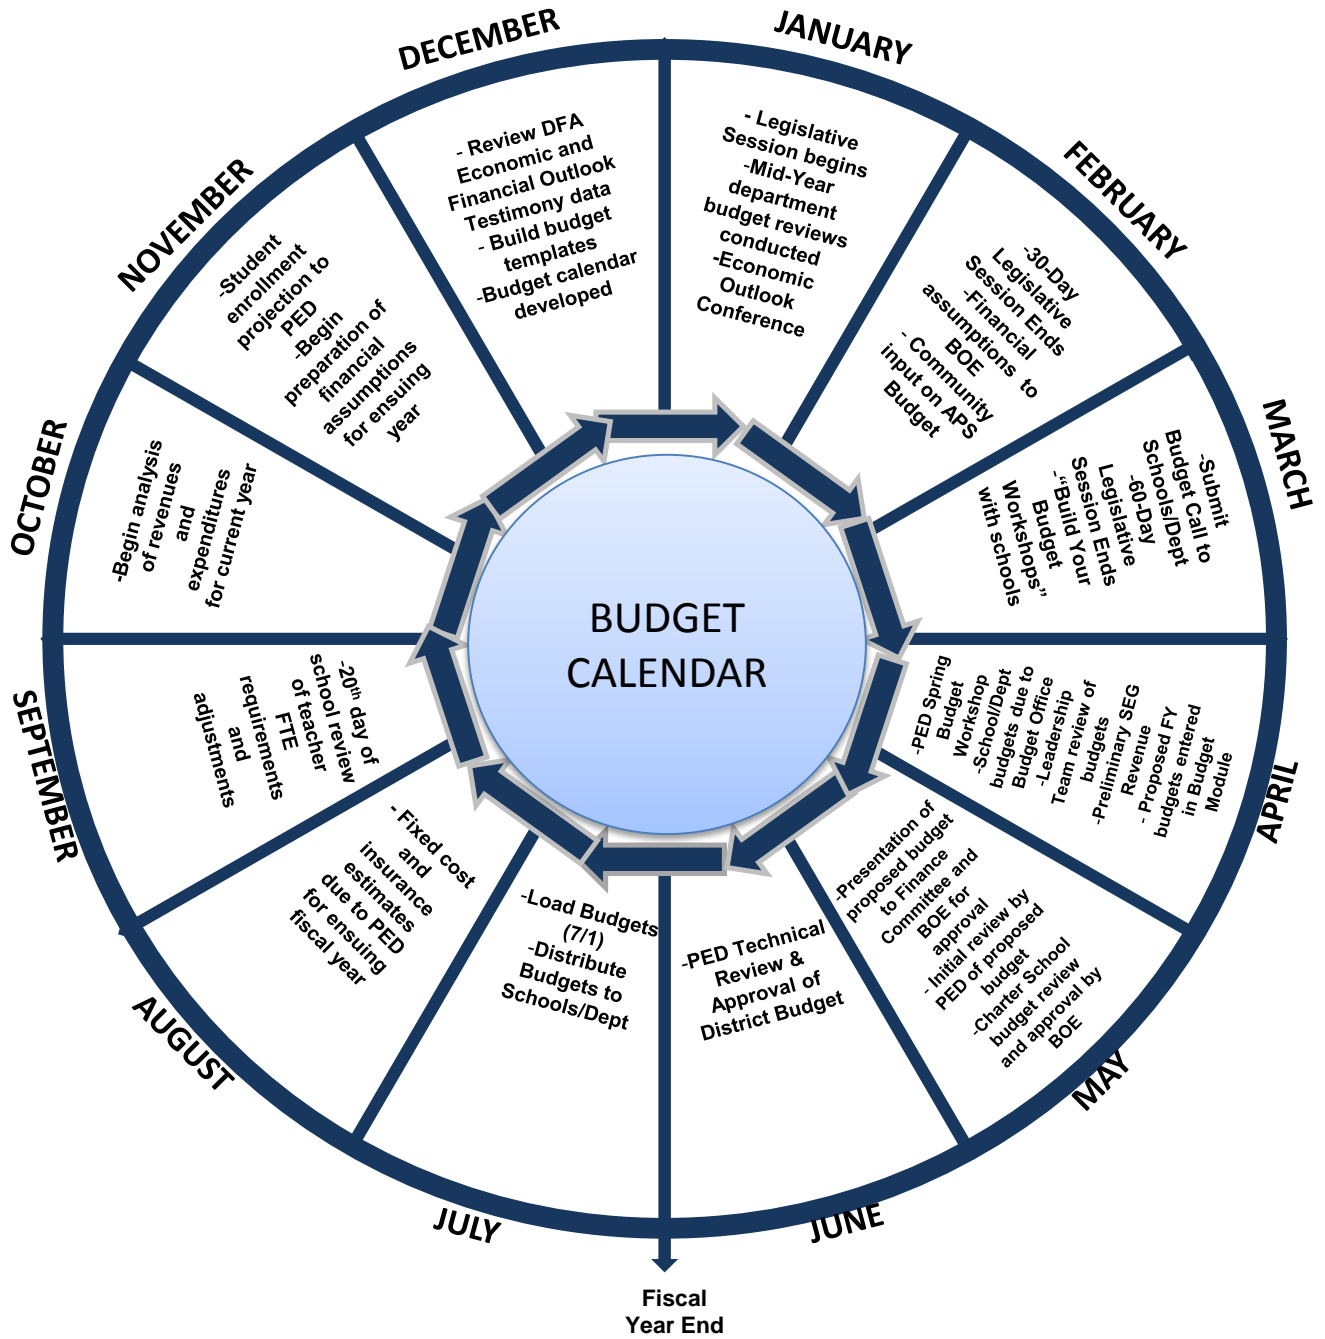 JANUARY
- Legislative
Session begins
-Mid-Year
department
budget reviews
conducted
-Economic
Outlook
Conference
FEBRUARY
-30-Day
Legislative
Session Ends
-Financial
assumptions to
BOE
- Community
input on APS
Budget
MARCH
-Submit
Budget Call to
Schools/Dept
-60-Day
Legislative
Session Ends
-“Build Your
Budget
Workshops”
with schools
APRIL
-PED Spring
Budget
Workshop
-School/Dept
budgets due to
Budget Office
-Leadership
Team review of
budgets
-Preliminary SEG
Revenue
- Proposed FY
budgets entered
in Budget
Module
MAY
-Presentation of
proposed budget
to Finance
Committee and
BOE for
approval
- Initial review by
PED of proposed
budget
-Charter School
budget review
and approval by
BOE
JUNE
-PED Technical
Review &
Approval of
District Budget
Fiscal
Year End
JULY
-Load Budgets
(7/1)
-Distribute
Budgets to
Schools/Dept
AUGUST
- Fixed cost
and
insurance
estimates
due to PED
for ensuing
fiscal year
SEPTEMBER
-20th day of
school review
of teacher
FTE
requirements
and
adjustments
OCTOBER
-Begin analysis
of revenues
and
expenditures
for current year
NOVEMBER
-Student
enrollment
projection to
PED
-Begin
preparation of
financial
assumptions
for ensuing
year
DECEMBER
- Review DFA
Economic and
Financial Outlook
Testimony data
- Build budget
templates
-Budget calendar
developed
BUDGET
CALENDAR